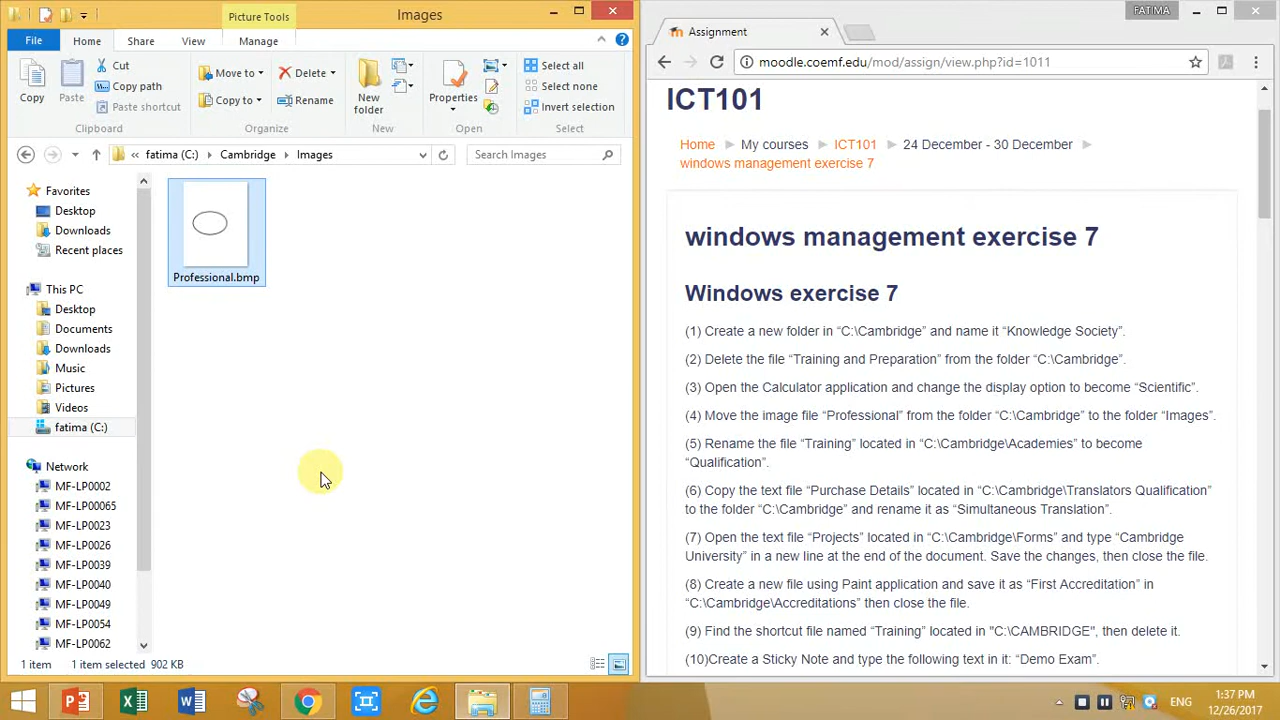 Picture Tools
Images
File
Home
Share
View
Manage
Copy
Paste
Cut
Copy path
Paste shortcut
Clipboard
Move to
Copy to
Delete
Rename
Organize
New
folder
New
Properties
Open
Select all
Select none
Invert selection
Select
« fatima (C:)
Cambridge
Images
Search Images
Favorites
Desktop
Downloads
Recent places
This PC
Desktop
Documents
Downloads
Music
Pictures
Videos
fatima (C:)
Network
MF-LP0002
MF-LP00065
MF-LP0023
MF-LP0026
MF-LP0039
MF-LP0040
MF-LP0049
MF-LP0054
MF-LP0062
Professional.bmp
1 item
1 item selected 902 KB
FATIMA
Assignment
moodle.coemf.edu/mod/assign/view.php?id=1011
ICT101
Home
My courses
ICT101
24 December - 30 December
windows management exercise 7
windows management exercise 7
Windows exercise 7
(1) Create a new folder in “C:\Cambridge” and name it “Knowledge Society”.
(2) Delete the file “Training and Preparation” from the folder “C:\Cambridge”.
(3) Open the Calculator application and change the display option to become “Scientific”.
(4) Move the image file “Professional” from the folder “C:\Cambridge” to the folder “Images”.
(5) Rename the file “Training” located in “C:\Cambridge\Academies” to become
“Qualification”.
(6) Copy the text file “Purchase Details” located in “C:\Cambridge\Translators Qualification”
to the folder “C:\Cambridge” and rename it as “Simultaneous Translation”.
(7) Open the text file “Projects” located in “C:\Cambridge\Forms” and type “Cambridge
University” in a new line at the end of the document. Save the changes, then close the file.
(8) Create a new file using Paint application and save it as “First Accreditation” in
“C:\Cambridge\Accreditations” then close the file.
(9) Find the shortcut file named “Training” located in "C:\CAMBRIDGE", then delete it.
(10)Create a Sticky Note and type the following text in it: “Demo Exam”.
ENG
1:37 PM
12/26/2017